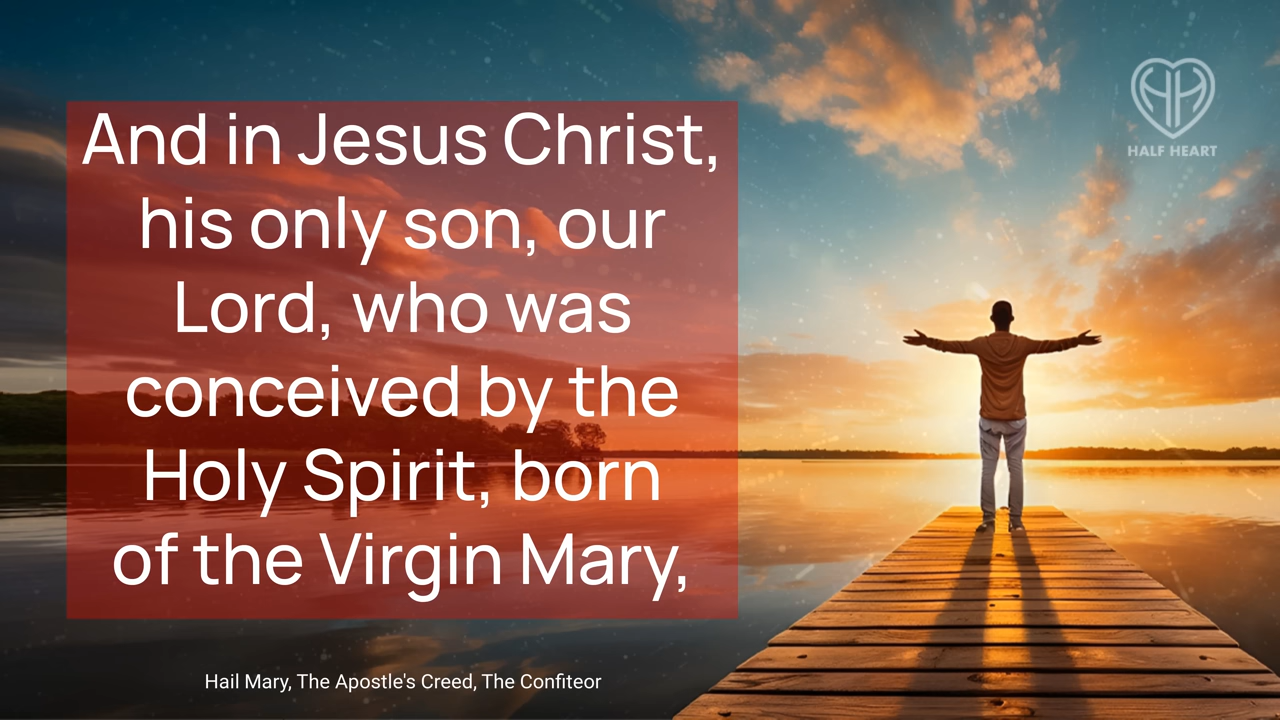 And in Jesus Christ,
his only son, our
Lord, who was
conceived by the
Holy Spirit, born
of the Virgin Mary,
Hail Mary, The Apostle's Creed, The Confiteor
HALF HEART